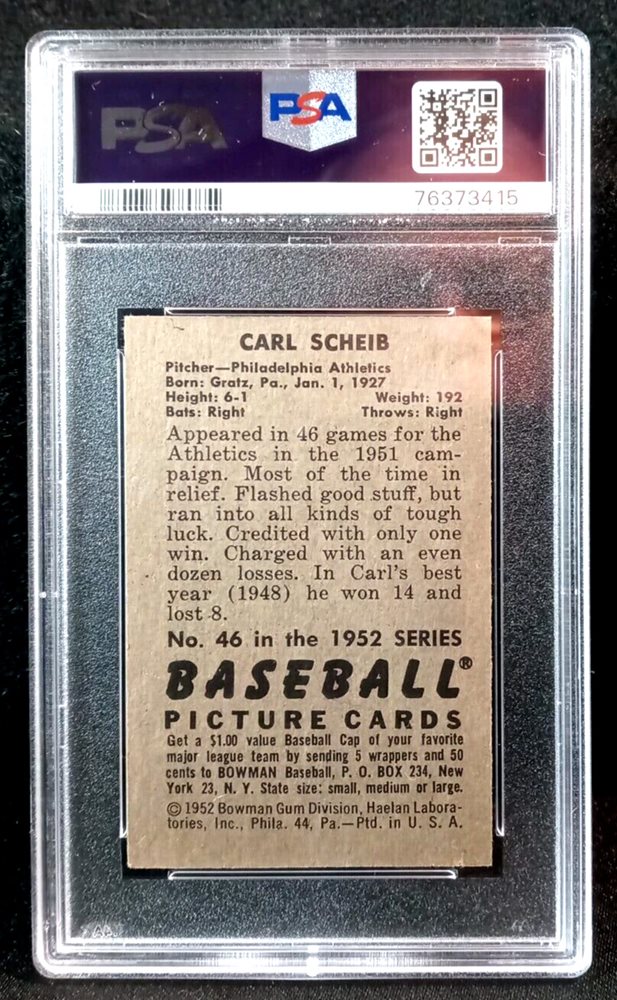 PSA
PSA
76373415
CARL SCHEIB
Pitcher—Philadelphia Athletics
Born: Gratz, Pa., Jan. 1, 1927
Height: 6-1 Weight: 192
Bats: Right Throws: Right
Appeared in 46 games for the
Athletics in the 1951 cam-
paign. Most of the time in
relief. Flashed good stuff, but
ran into all kinds of tough
luck. Credited with only one
win. Charged with an even
dozen losses. In Carl's best
year (1948) he won 14 and
lost 8.
No. 46 in the 1952 SERIES
BASEBALL®
PICTURE CARDS
Get a $1.00 value Baseball Cap of your favorite
major league team by sending 5 wrappers and 50
cents to BOWMAN Baseball, P. O. BOX 234, New
York 23, N. Y. State size: small, medium or large.
©1952 Bowman Gum Division, Haelan Labora-
tories, Inc., Phila. 44, Pa.—Ptd. in U. S. A.